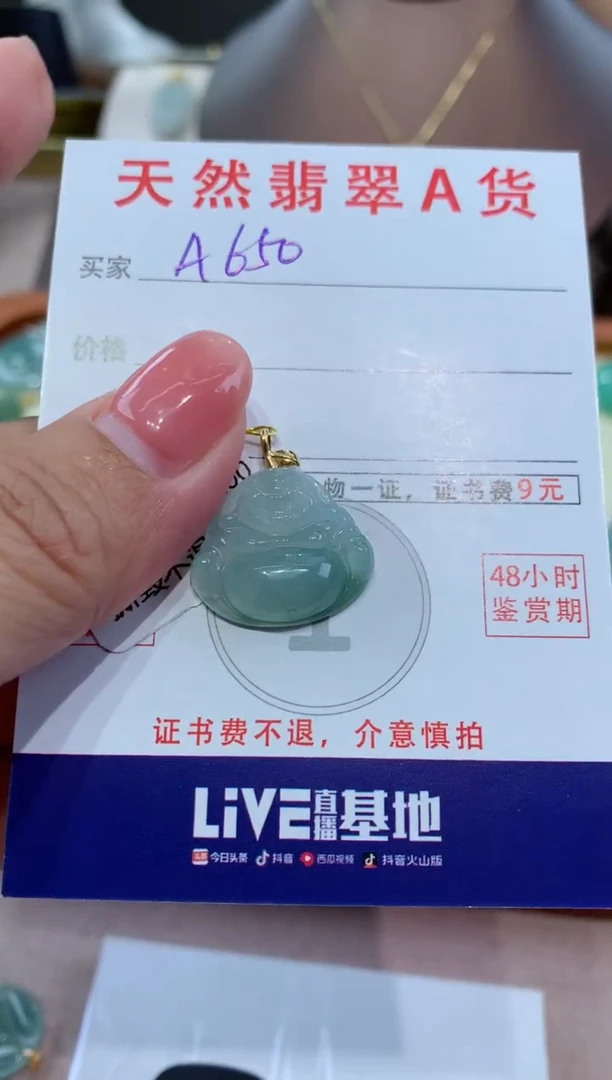 天然翡翠A货
买家 A650
价格
物一证，证书费9元
48小时
鉴赏期
证书费不退，介意慎拍
LiVE直播基地
头条 今日头条 抖音 西瓜视频 抖音火山版